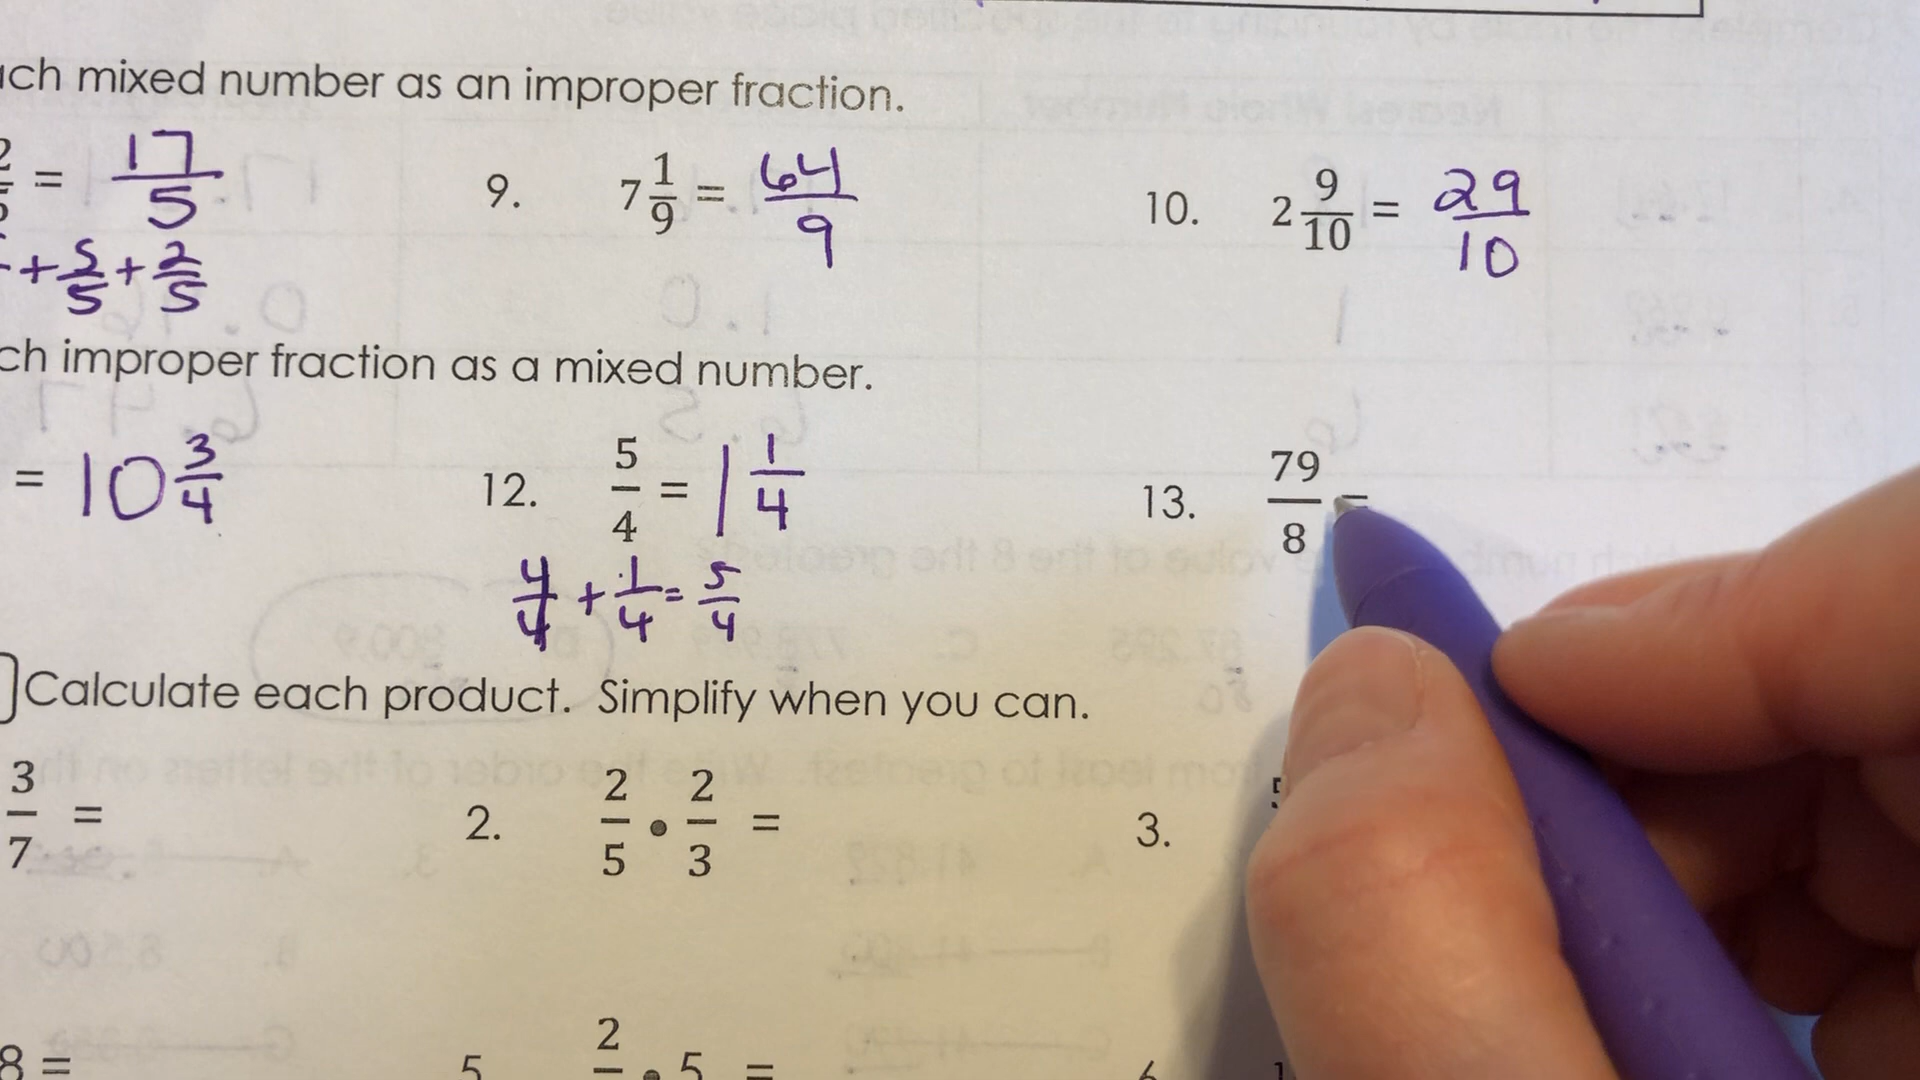 ch mixed number as an improper fraction.
= 17/5
+ 5/5 + 2/5
9. 7 1/9 = 64/9
10. 2 9/10 = 29/10
ch improper fraction as a mixed number.
= 10 3/4
12. 5/4 = 1 1/4
4/4 + 1/4 = 5/4
13. 79/8 =
Calculate each product. Simplify when you can.
3/7 =
2. 2/5 • 2/3 =
3.
8 =
5. 2 • 5 =